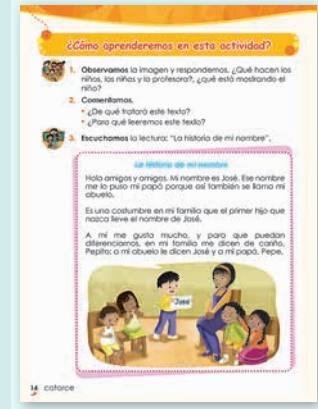 ¿Cómo aprenderemos en esta actividad?
1. Observamos la imagen y respondemos. ¿Qué hacen los
niños, las niñas y la profesora?, ¿qué está mostrando el
niño?
2. Comentamos.
• ¿De qué tratará este texto?
• ¿Para qué leeremos este texto?
3. Escuchamos la lectura: "La historia de mi nombre".
La historia de mi nombre
Hola amigas y amigos. Mi nombre es José. Ese nombre
me lo puso mi papá porque así también se llama mi
abuelo.
Es una costumbre en mi familia que el primer hijo que
nazca lleve el nombre de José.
A mí me gusta mucho, y para que puedan
diferenciarnos, en mi familia me dicen de cariño,
Pepito; a mi abuelo le dicen José y a mi papá, Pepe.
José
14 catorce